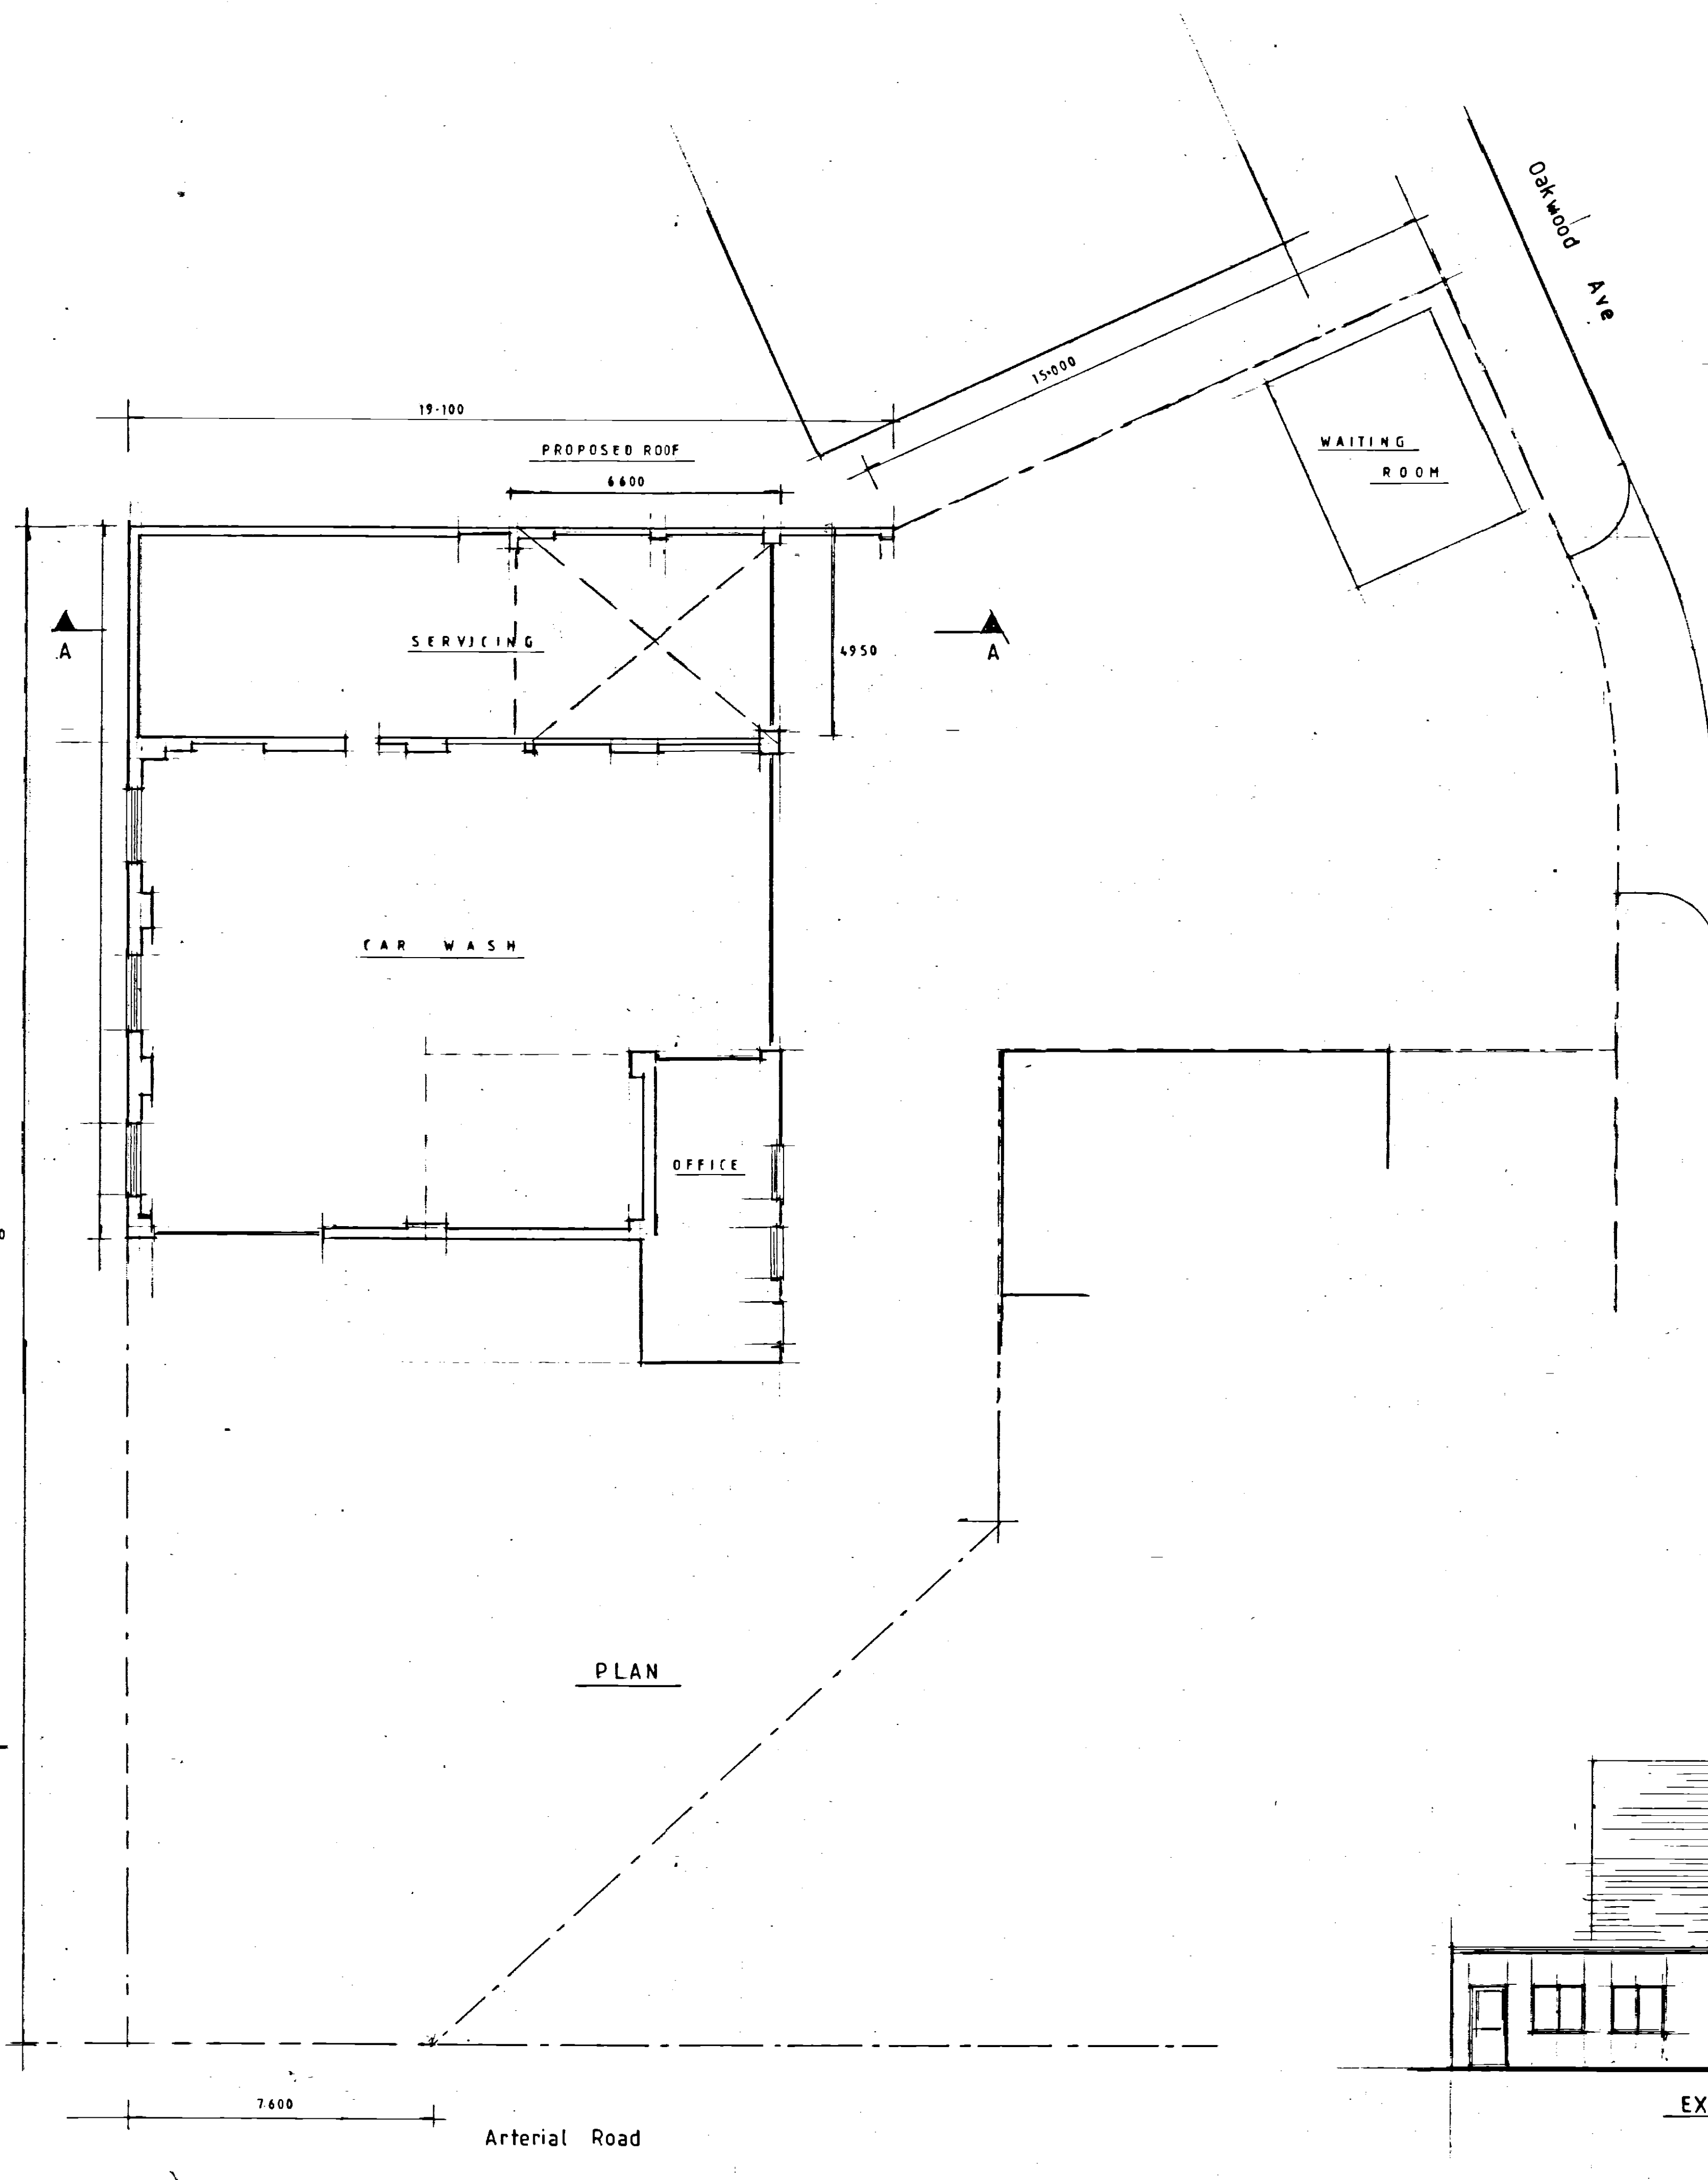 Oakwood Ave
15·000
19·100
PROPOSED ROOF
6600
WAITING
ROOM
A
SERVICING
4950
A
CAR WASH
OFFICE
0
PLAN
EX
7·600
Arterial Road